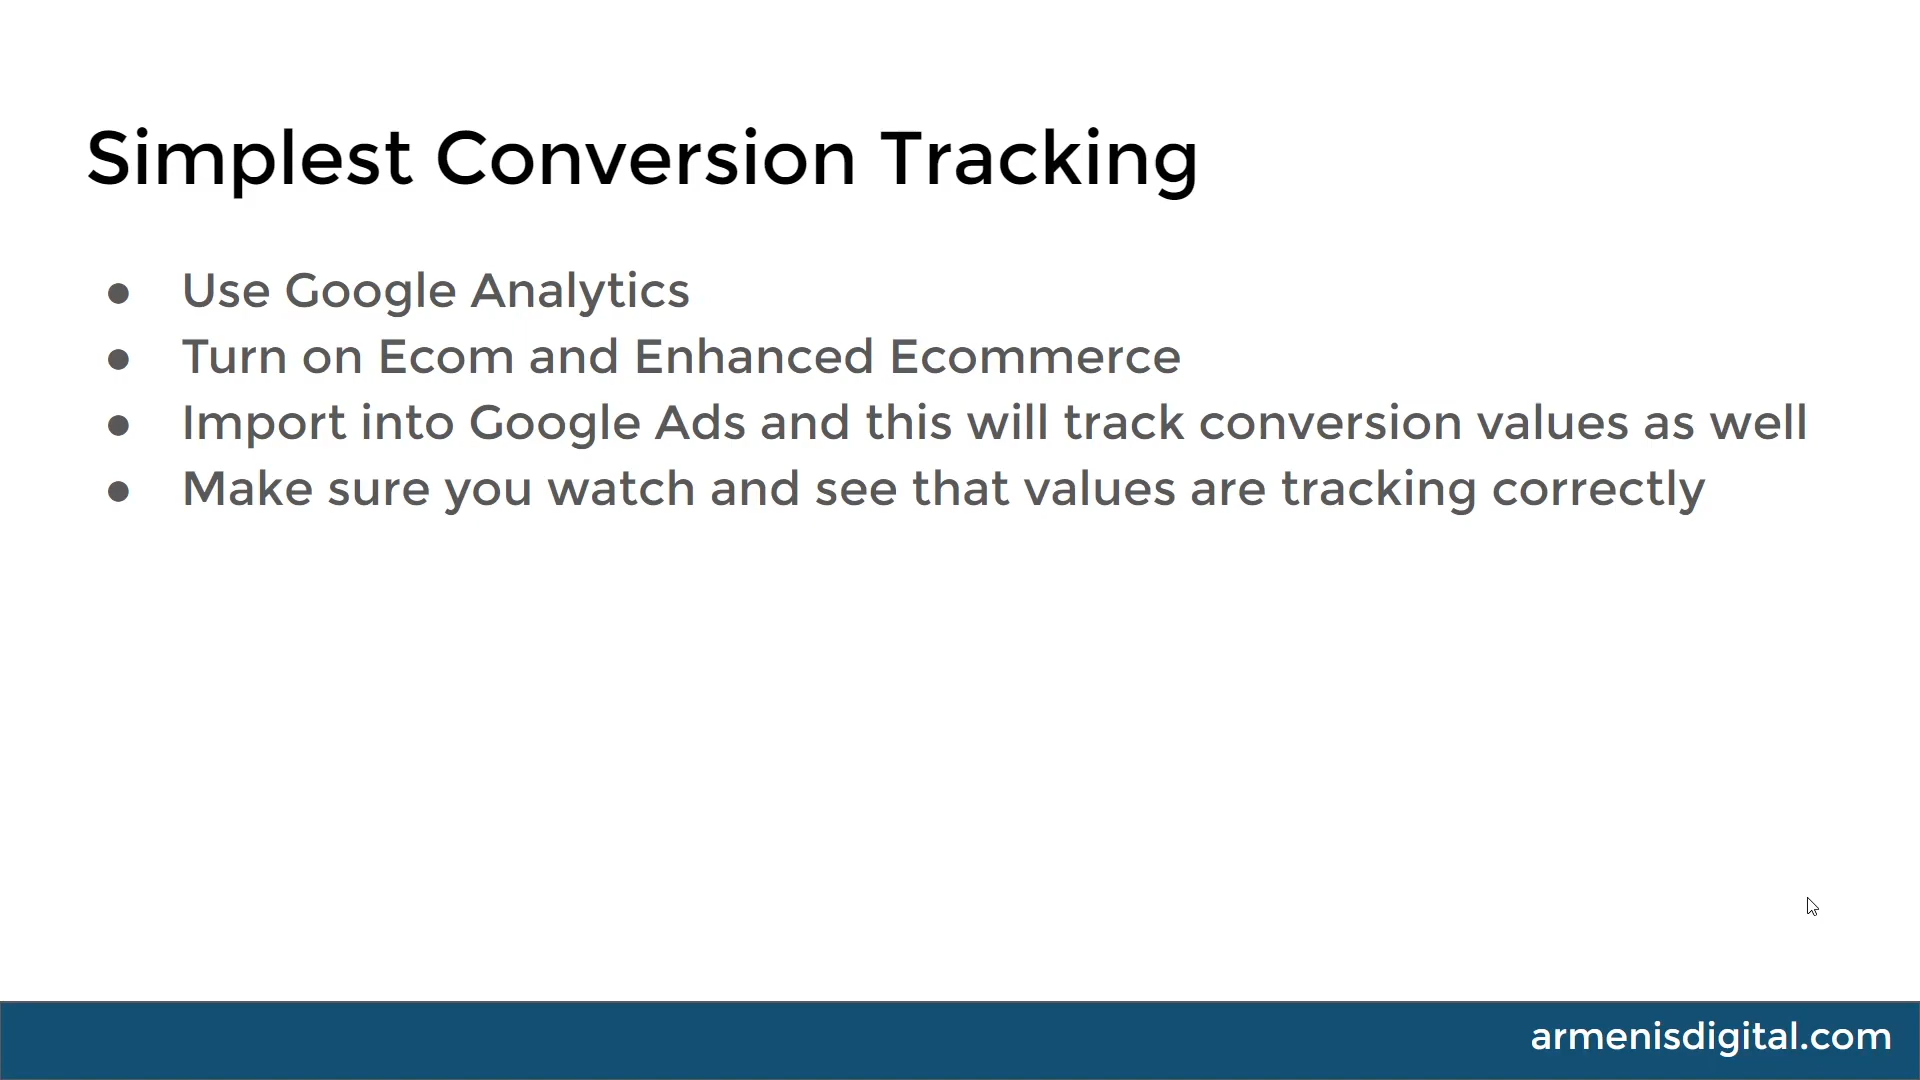 Simplest Conversion Tracking
● Use Google Analytics
● Turn on Ecom and Enhanced Ecommerce
● Import into Google Ads and this will track conversion values as well
● Make sure you watch and see that values are tracking correctly
armenisdigital.com